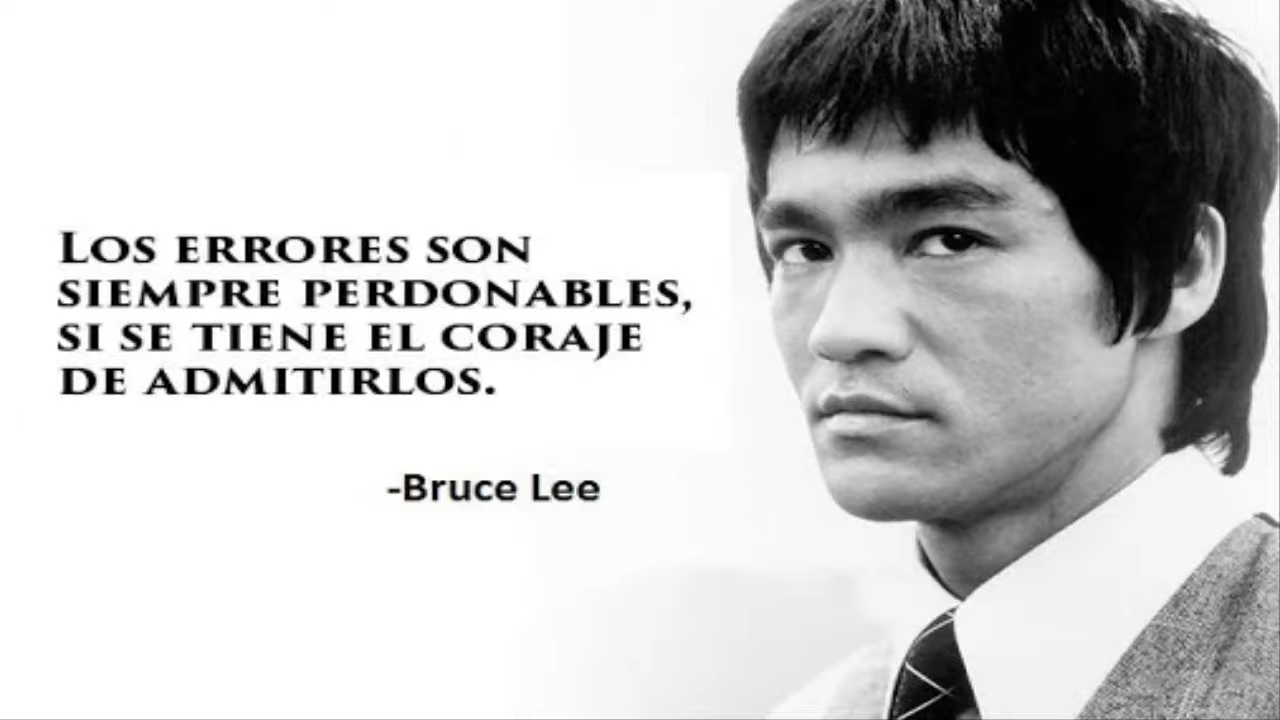 Los errores son
siempre perdonables,
si se tiene el coraje
de admitirlos.
-Bruce Lee